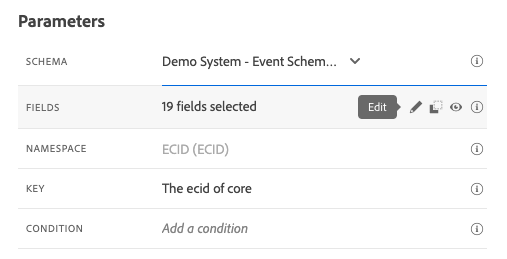 Parameters
SCHEMA Demo System - Event Schem...
FIELDS 19 fields selected Edit
NAMESPACE ECID (ECID)
KEY The ecid of core
CONDITION Add a condition